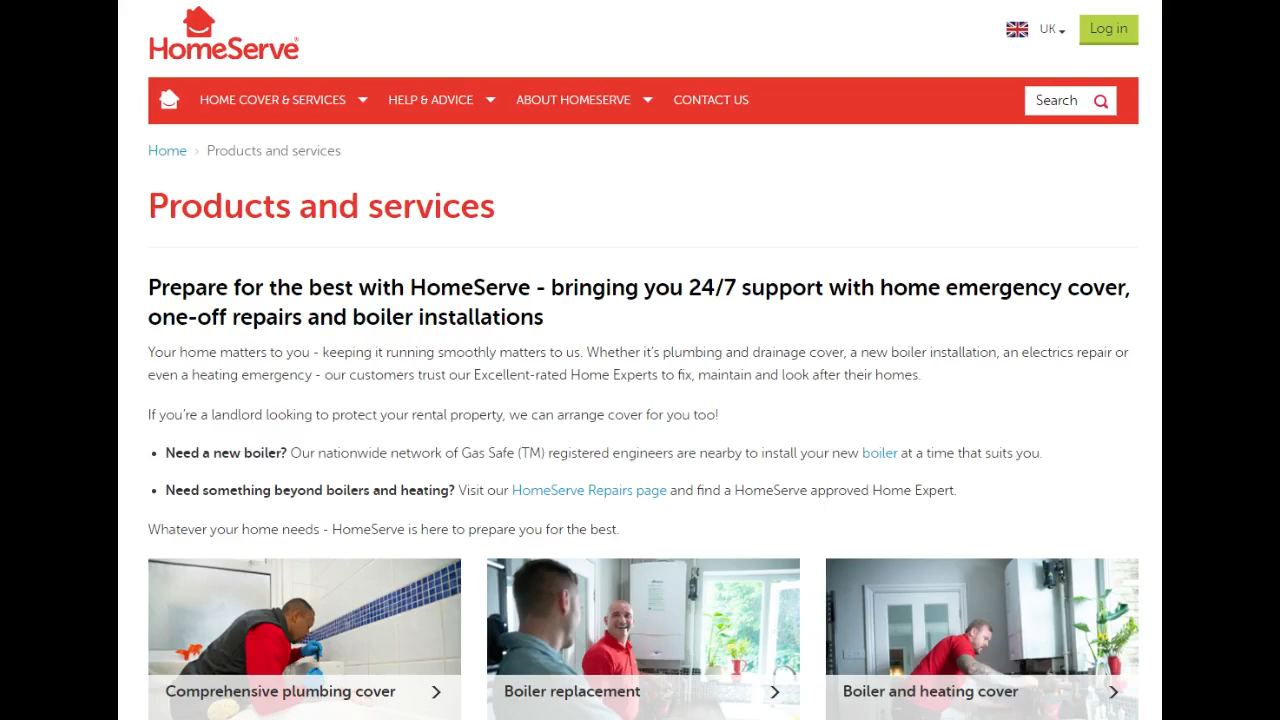 HomeServe®
UK
Log in
HOME COVER & SERVICES
HELP & ADVICE
ABOUT HOMESERVE
CONTACT US
Search
Home › Products and services
Products and services
Prepare for the best with HomeServe - bringing you 24/7 support with home emergency cover,
one-off repairs and boiler installations
Your home matters to you - keeping it running smoothly matters to us. Whether it's plumbing and drainage cover, a new boiler installation, an electrics repair or
even a heating emergency - our customers trust our Excellent-rated Home Experts to fix, maintain and look after their homes.
If you're a landlord looking to protect your rental property, we can arrange cover for you too!
• Need a new boiler? Our nationwide network of Gas Safe (TM) registered engineers are nearby to install your new boiler at a time that suits you.
• Need something beyond boilers and heating? Visit our HomeServe Repairs page and find a HomeServe approved Home Expert.
Whatever your home needs - HomeServe is here to prepare you for the best.
Comprehensive plumbing cover
Boiler replacement
Boiler and heating cover